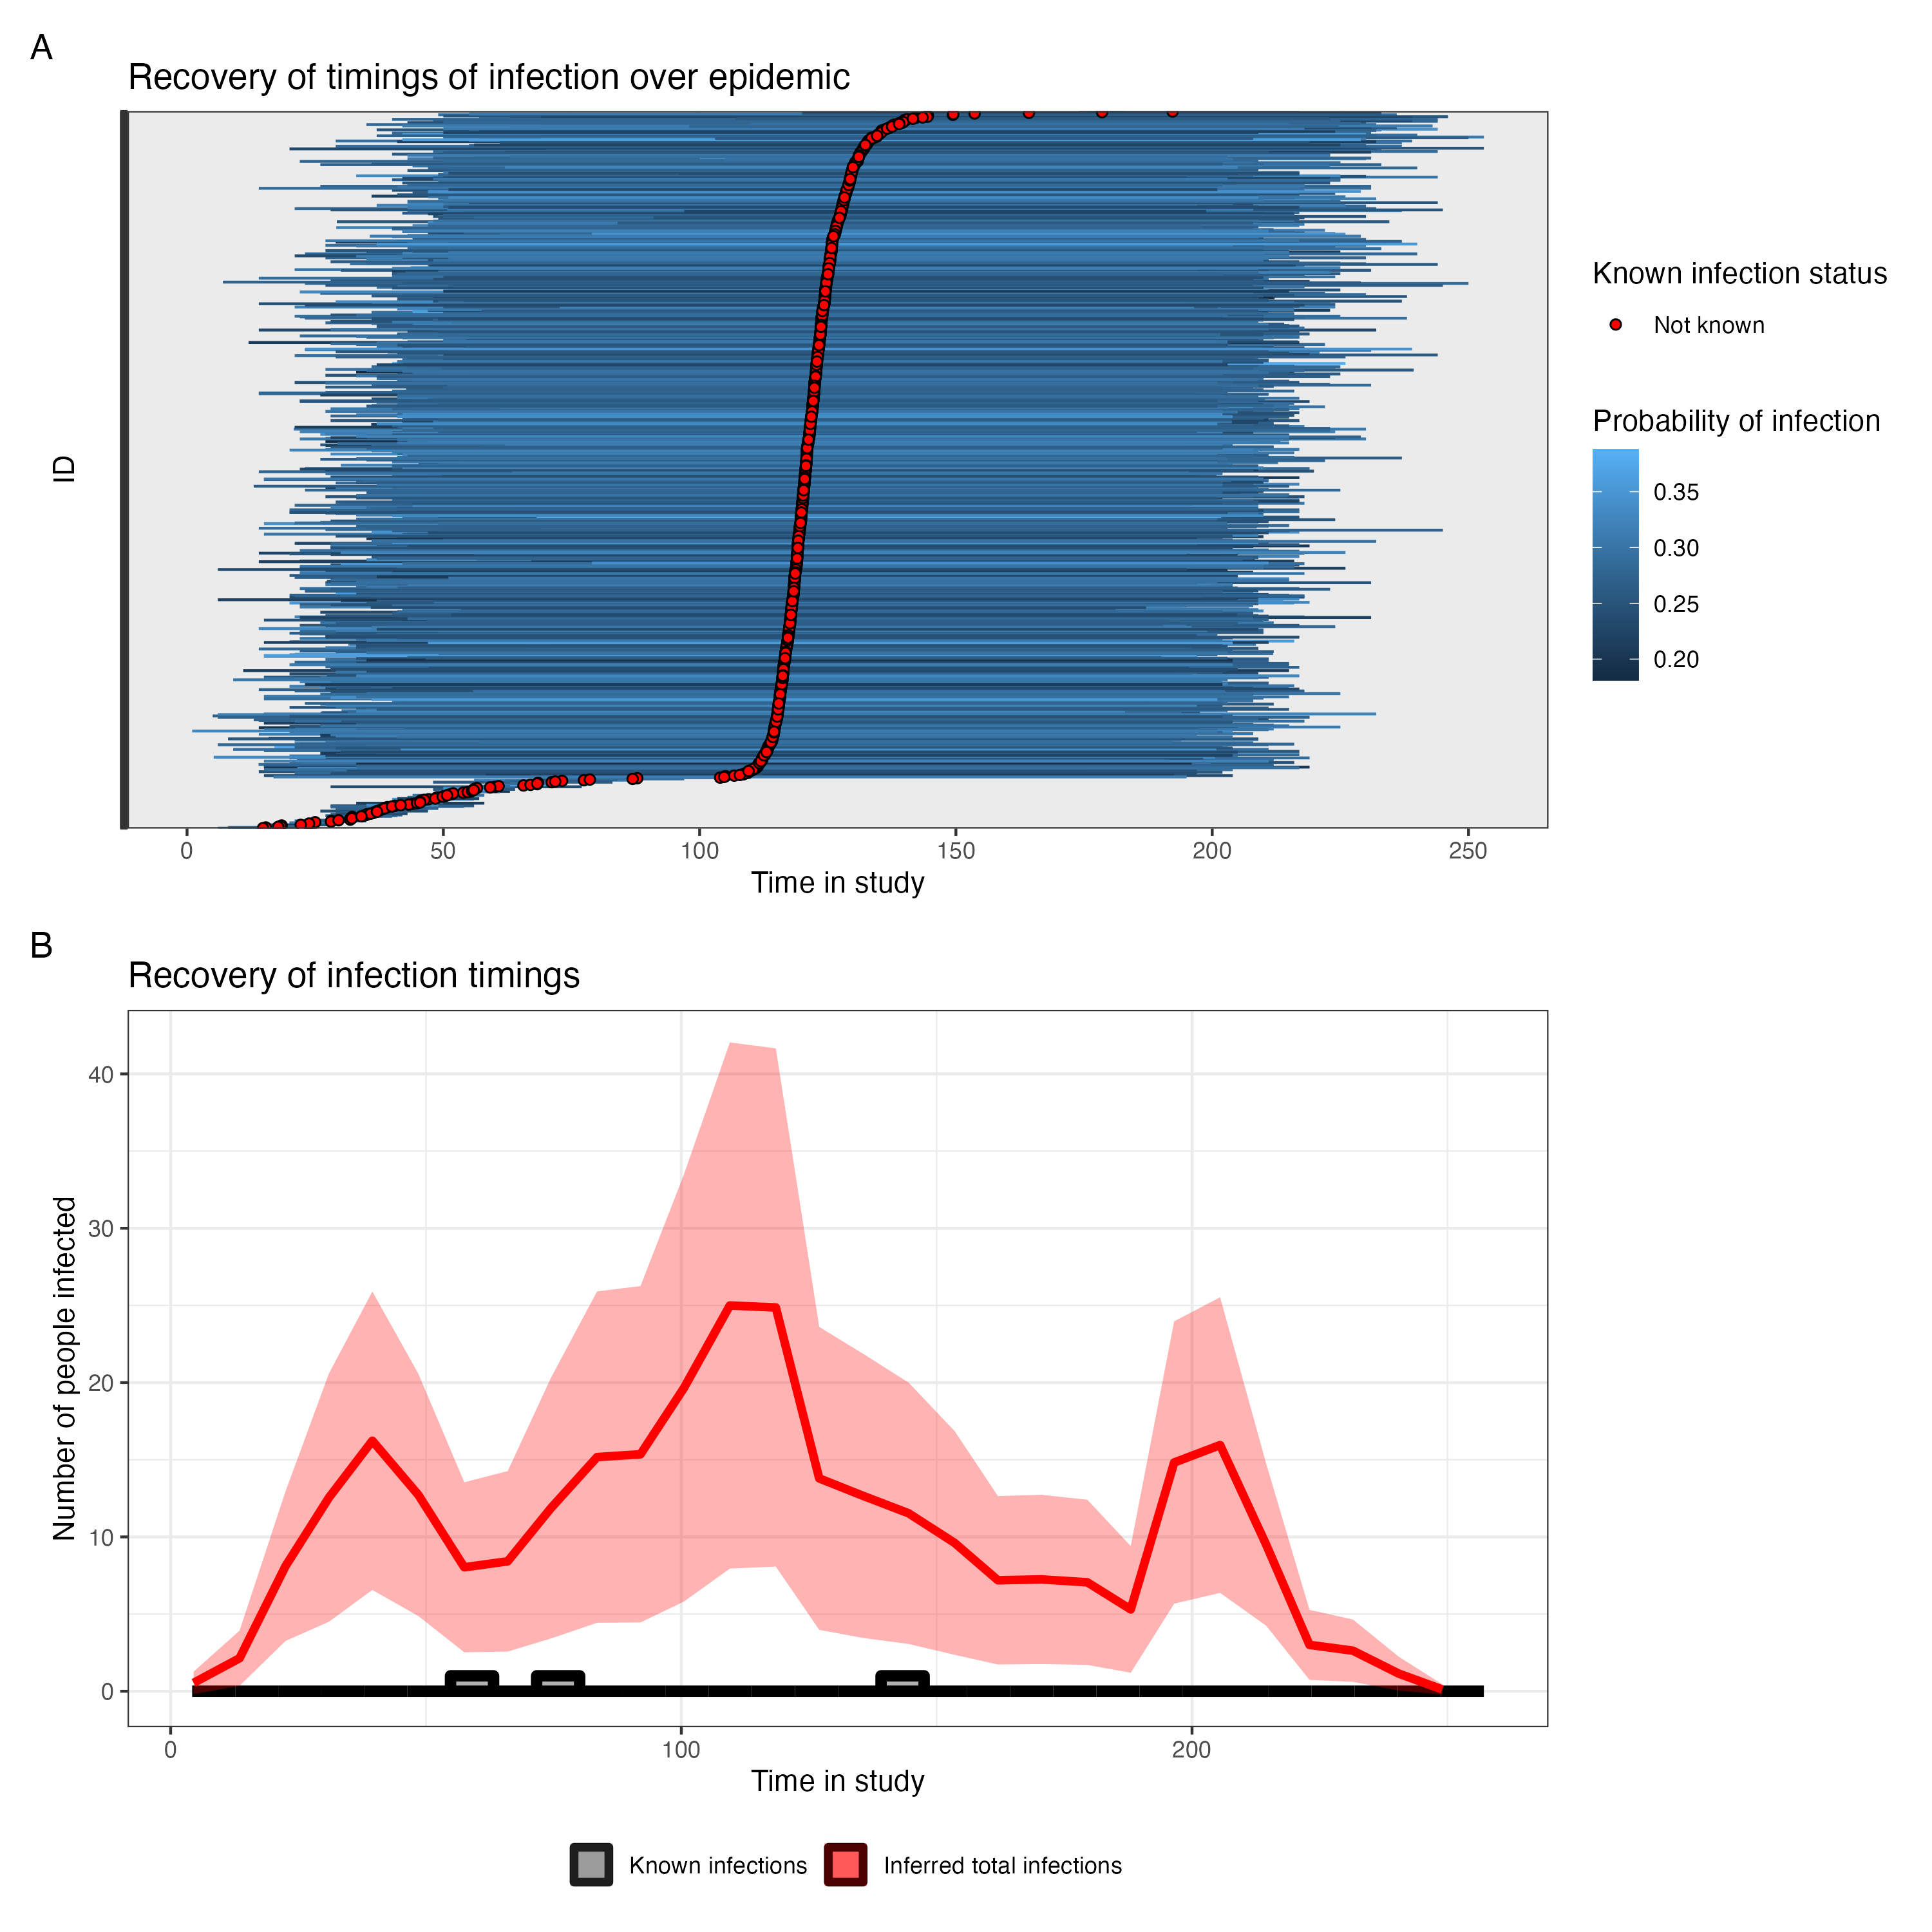 A
Recovery of timings of infection over epidemic
ID
0 50 100 150 200 250
Time in study
Known infection status
Not known
Probability of infection
0.35
0.30
0.25
0.20
B
Recovery of infection timings
Number of people infected
40
30
20
10
0
0 100 200
Time in study
Known infections Inferred total infections